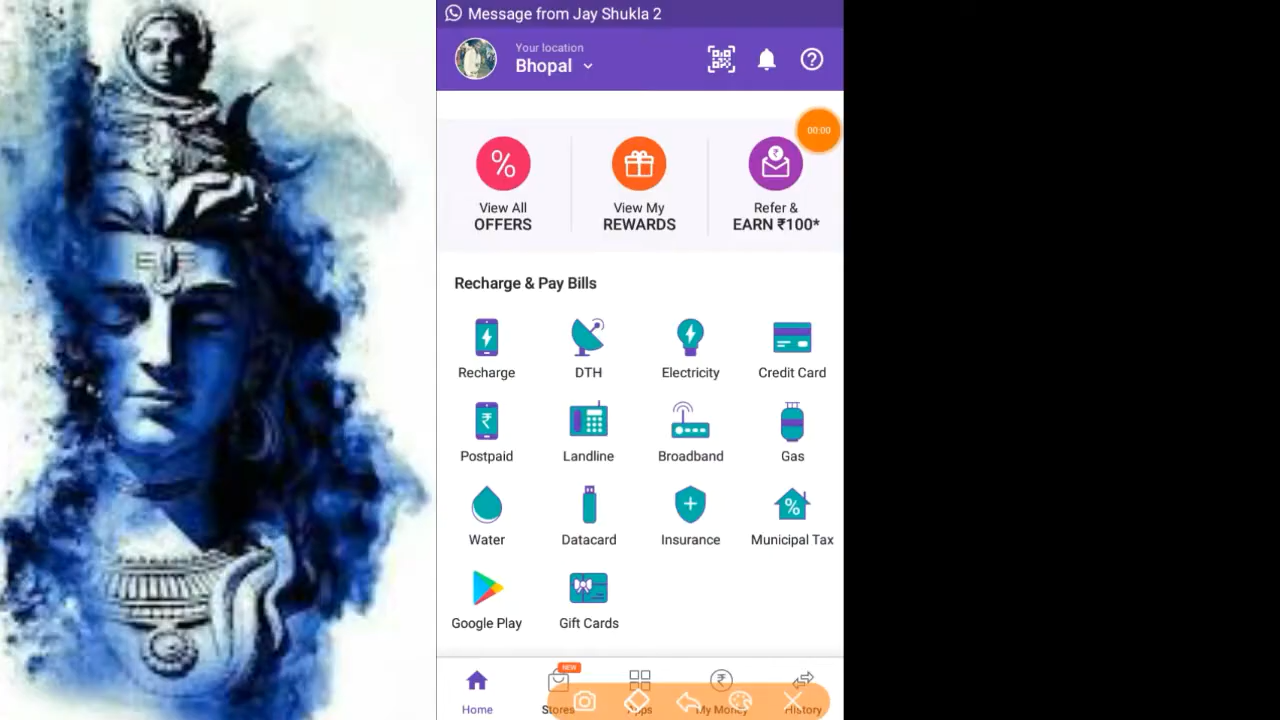 Message from Jay Shukla 2
Your location
Bhopal
00:00
%
View All
OFFERS
View My
REWARDS
₹
Refer &
EARN ₹100*
Recharge & Pay Bills
Recharge
DTH
Electricity
Credit Card
₹
Postpaid
Landline
Broadband
Gas
%
Water
Datacard
Insurance
Municipal Tax
Google Play
Gift Cards
NEW
₹
Home
Stores
Apps
My Money
History